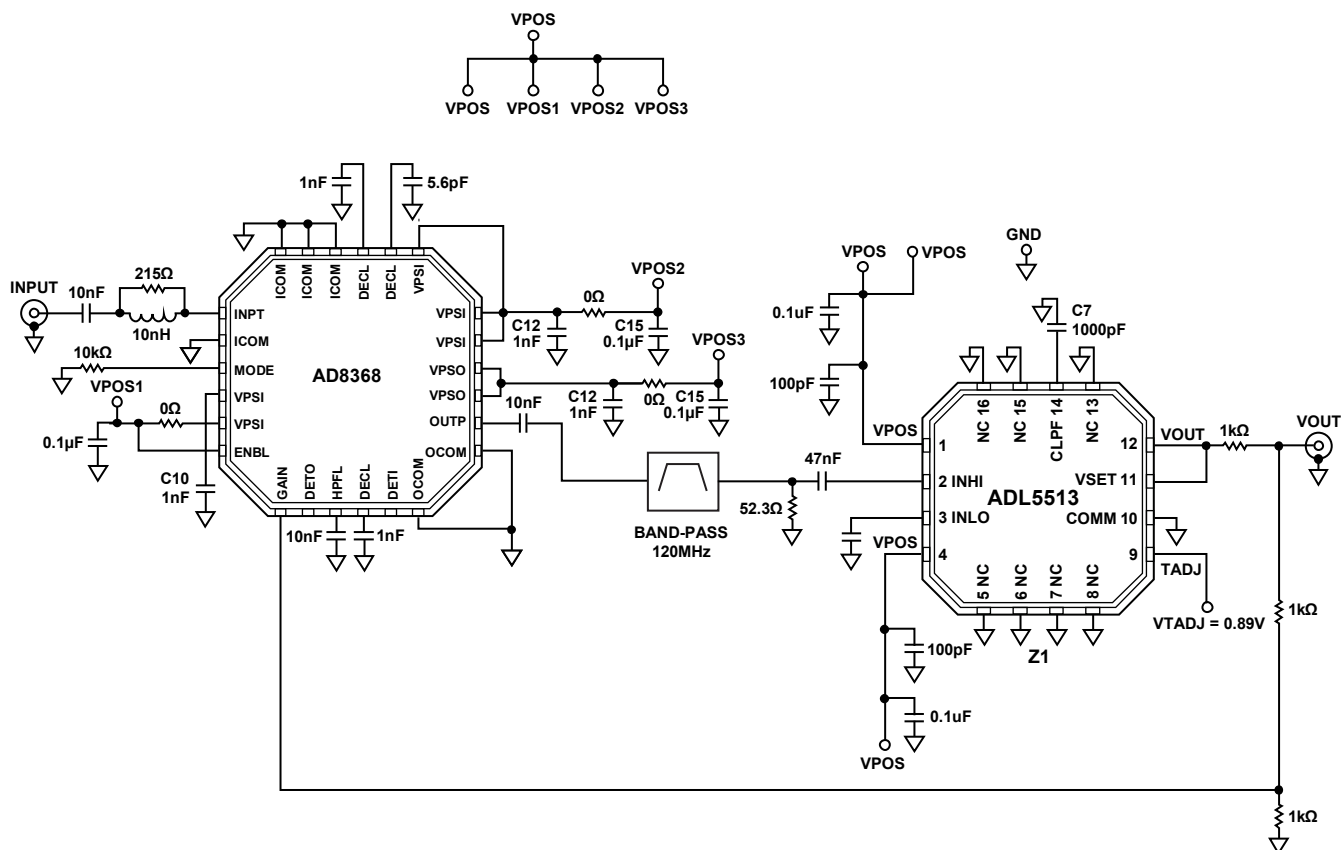 VPOS
VPOS VPOS1 VPOS2 VPOS3
1nF
5.6pF
GND
VPOS
VPOS
INPUT
10nF
215Ω
10nH
ICOM
ICOM
ICOM
DECL
DECL
VPSI
INPT
ICOM
MODE
VPSI
VPSI
ENBL
AD8368
VPSI
VPSI
VPSO
VPSO
OUTP
OCOM
GAIN
DETO
HPFL
DECL
DETI
OCOM
10kΩ
VPOS1
0Ω
0.1µF
C10
1nF
10nF
1nF
VPOS2
0Ω
C12
1nF
C15
0.1µF
VPOS3
C12
1nF
0Ω
C15
0.1µF
10nF
BAND-PASS
120MHz
52.3Ω
47nF
0.1uF
100pF
C7
1000pF
VPOS
1
2 INHI
3 INLO
VPOS
4
NC 16
NC 15
CLPF 14
NC 13
ADL5513
12
VSET 11
COMM 10
9
5 NC
6 NC
7 NC
8 NC
Z1
VOUT
1kΩ
VOUT
TADJ
VTADJ = 0.89V
1kΩ
100pF
0.1uF
VPOS
1kΩ